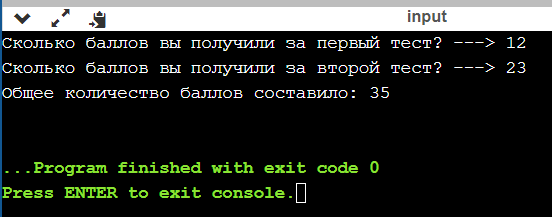 input
Сколько баллов вы получили за первый тест? ---> 12
Сколько баллов вы получили за второй тест? ---> 23
Общее количество баллов составило: 35
...Program finished with exit code 0
Press ENTER to exit console.